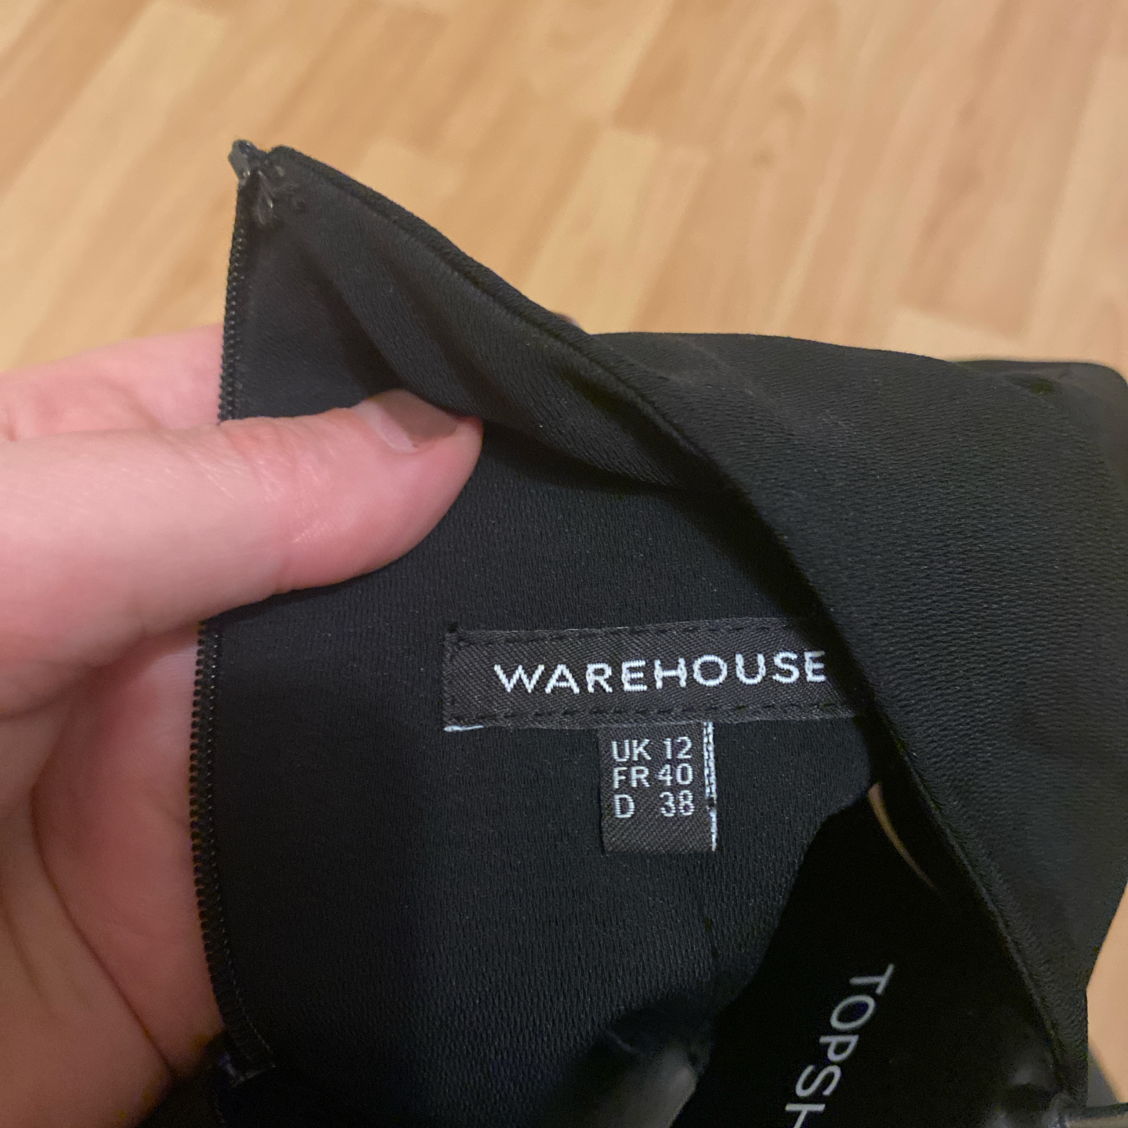 WAREHOUSE
UK 12
FR 40
D 38
TOPSH